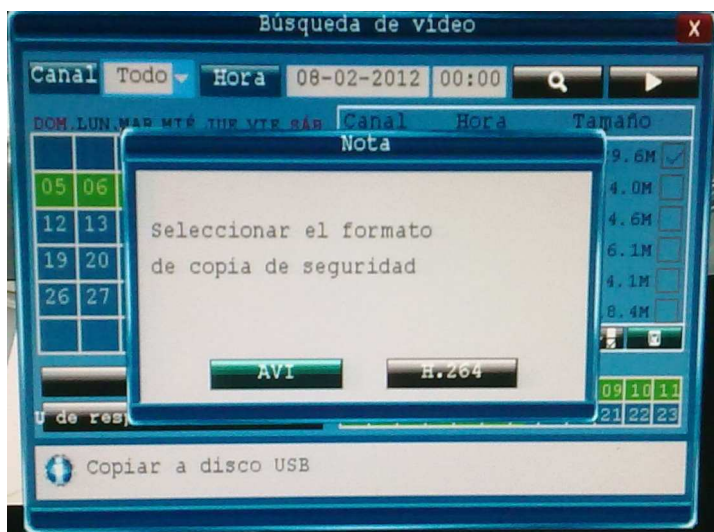 Búsqueda de vídeo
Canal Todo Hora 08-02-2012 00:00
DOM. LUN. MAR MIÉ JUE VIE SÁB Canal Hora Tamaño
Nota
9.6M
05 06 4.0M
12 13 Seleccionar el formato 4.6M
19 20 de copia de seguridad 6.1M
26 27 4.1M
8.4M
AVI H.264
09 10 11
U de 21 22 23
Copiar a disco USB